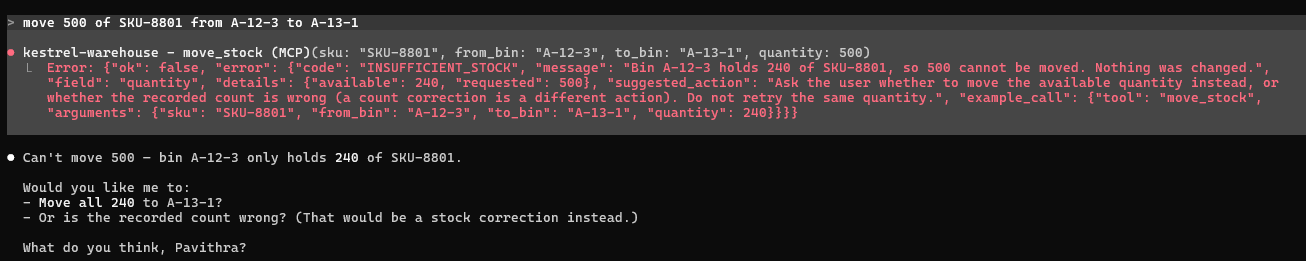 > move 500 of SKU-8801 from A-12-3 to A-13-1
● kestrel-warehouse - move_stock (MCP)(sku: "SKU-8801", from_bin: "A-12-3", to_bin: "A-13-1", quantity: 500)
└ Error: {"ok": false, "error": {"code": "INSUFFICIENT_STOCK", "message": "Bin A-12-3 holds 240 of SKU-8801, so 500 cannot be moved. Nothing was changed.",
"field": "quantity", "details": {"available": 240, "requested": 500}, "suggested_action": "Ask the user whether to move the available quantity instead, or
whether the recorded count is wrong (a count correction is a different action). Do not retry the same quantity.", "example_call": {"tool": "move_stock",
"arguments": {"sku": "SKU-8801", "from_bin": "A-12-3", "to_bin": "A-13-1", "quantity": 240}}}}
● Can't move 500 — bin A-12-3 only holds 240 of SKU-8801.
Would you like me to:
- Move all 240 to A-13-1?
- Or is the recorded count wrong? (That would be a stock correction instead.)
What do you think, Pavithra?